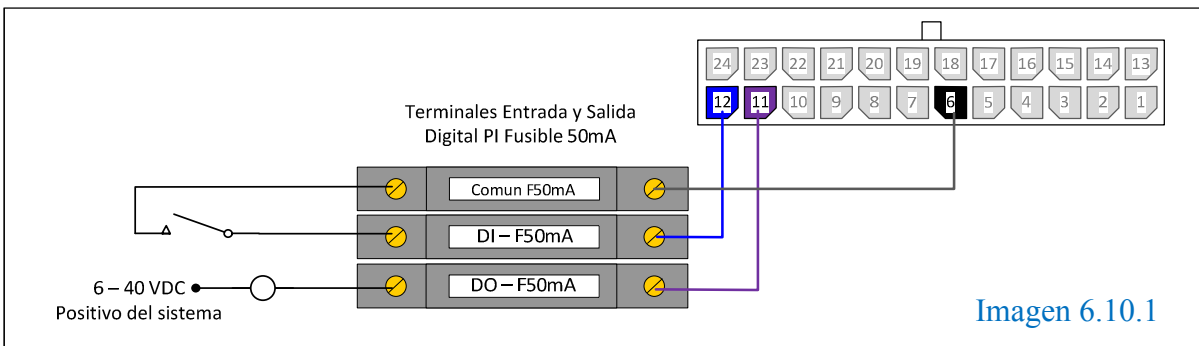 24 23 22 21 20 19 18 17 16 15 14 13
12 11 10 9 8 7 6 5 4 3 2 1
Terminales Entrada y Salida
Digital PI Fusible 50mA
Comun F50mA
DI – F50mA
DO – F50mA
6 – 40 VDC
Positivo del sistema
Imagen 6.10.1